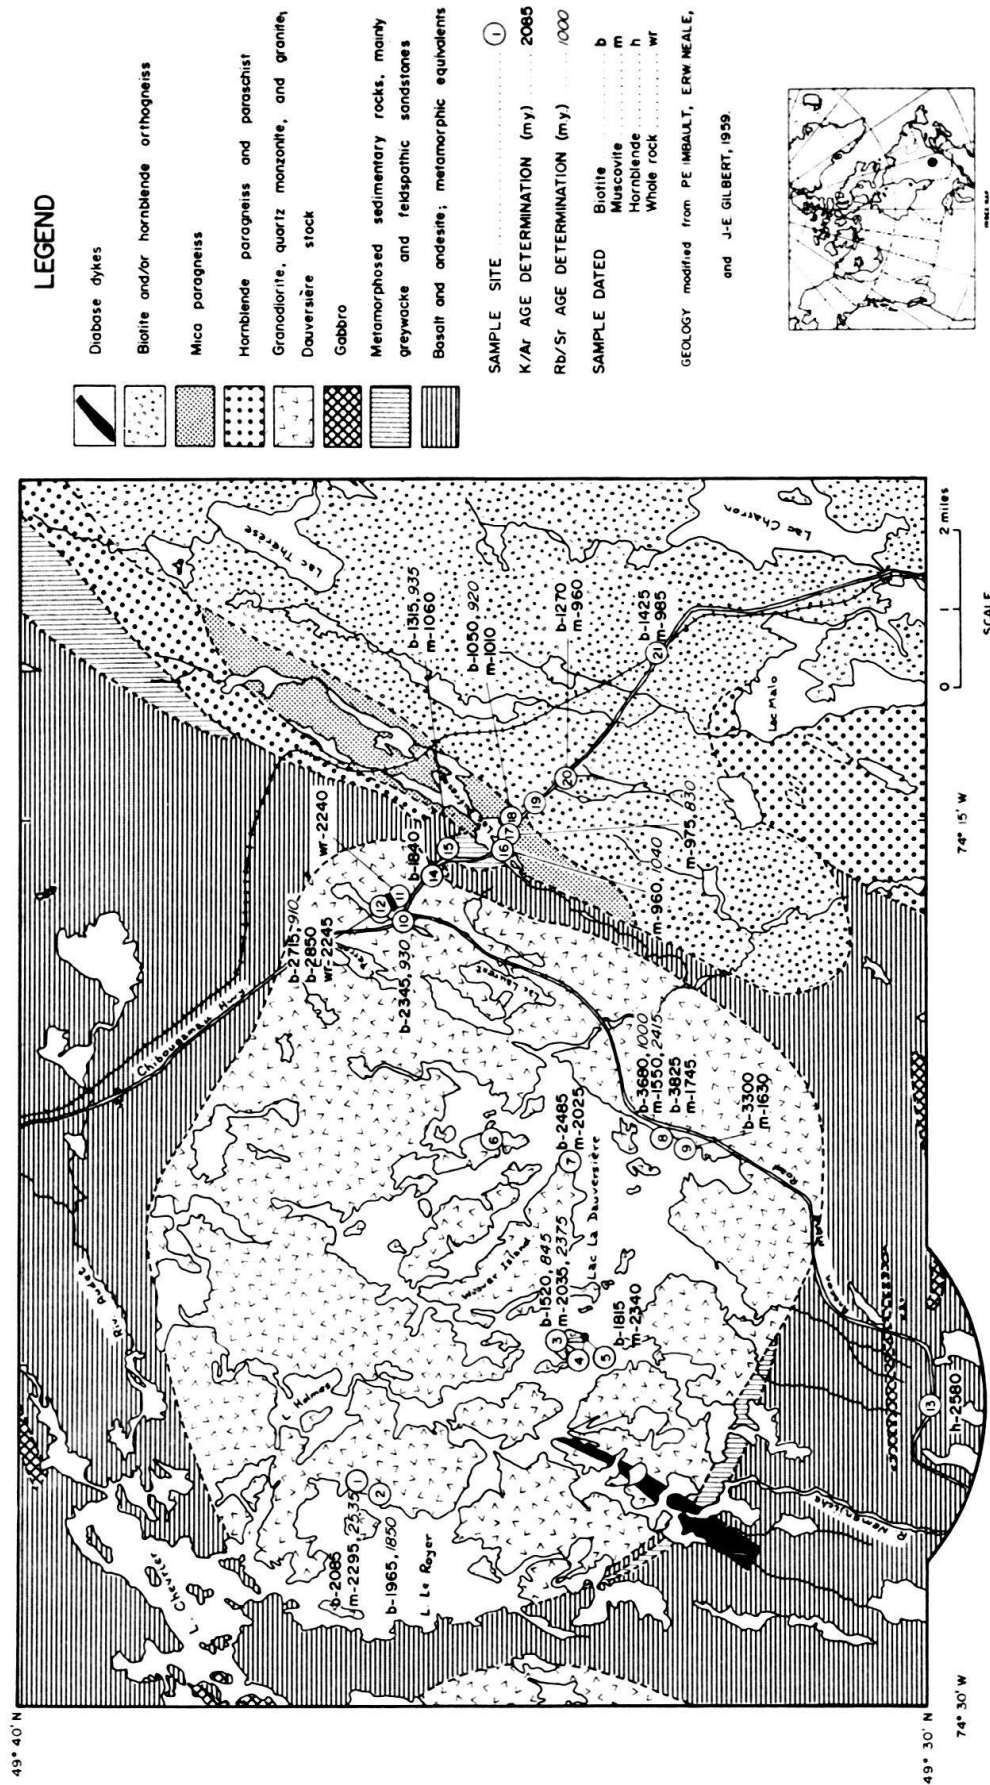 LEGEND
Diabase dykes
Biotite and/or hornblende orthogneiss
Mica paragneiss
Hornblende paragneiss and paraschist
Granodiorite, quartz monzonite, and granite;
Dauversière stock
Gabbro
Metamorphosed sedimentary rocks, mainly
greywacke and feldspathic sandstones
Basalt and andesite; metamorphic equivalents
SAMPLE SITE 1
K/Ar AGE DETERMINATION (m.y.) 2085
Rb/Sr AGE DETERMINATION (m.y.) 1000
SAMPLE DATED Biotite b
Muscovite m
Hornblende h
Whole rock wr
GEOLOGY modified from P.E. IMBAULT, E.R.W. NEALE,
and J-E GILBERT, 1959.
49° 40' N
49° 30' N
74° 30' W
74° 15' W
0 1 2 miles
SCALE
L. Chevrier
Riv Audet
Chibougamau Hwy
L. Holmes
L. Le Royer
Weaver Island
Lac La Dauversière
Road
R. Nemenjiche
Lac Thérèse
Lac Charron
Lac Malo
1
b-2085
m-2295, 2535
2
b-1965, 1850
3
b-1520, 845
m-2035, 2375
4
5
b-1815
m-2340
6
7
b-2485
m-2025
8
b-3680, 1000
m-1550, 2415
b-3825
m-1745
9
b-3300
m-1630
10
b-2345, 930
11
wr-2240
12
b-2715, 910
b-2850
wr-2245
13
h-2580
14
b-1840
15
16
m-960, 1040
17
m-975, 830
18
b-1050, 920
m-1010
b-1315, 935
m-1060
19
20
b-1270
m-960
21
b-1425
m-985